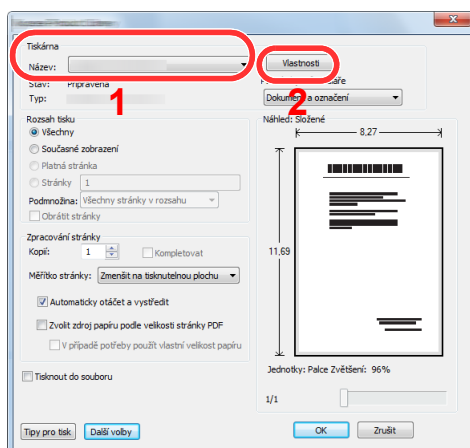 Tiskárna
Název:
Vlastnosti
Stav: Připravena
Typ:
1
2
Dokument a označení
Rozsah tisku
Všechny
Současné zobrazení
Platná stránka
Stránky 1
Podmnožina: Všechny stránky v rozsahu
Obrátit stránky
Zpracování stránky
Kopií: 1 Kompletovat
Měřítko stránky: Zmenšit na tisknutelnou plochu
Automaticky otáčet a vystředit
Zvolit zdroj papíru podle velikosti stránky PDF
V případě potřeby použít vlastní velikost papíru
Tisknout do souboru
Náhled: Složené
8,27
11,69
Jednotky: Palce Zvětšení: 96%
1/1
Tipy pro tisk
Další volby
OK
Zrušit